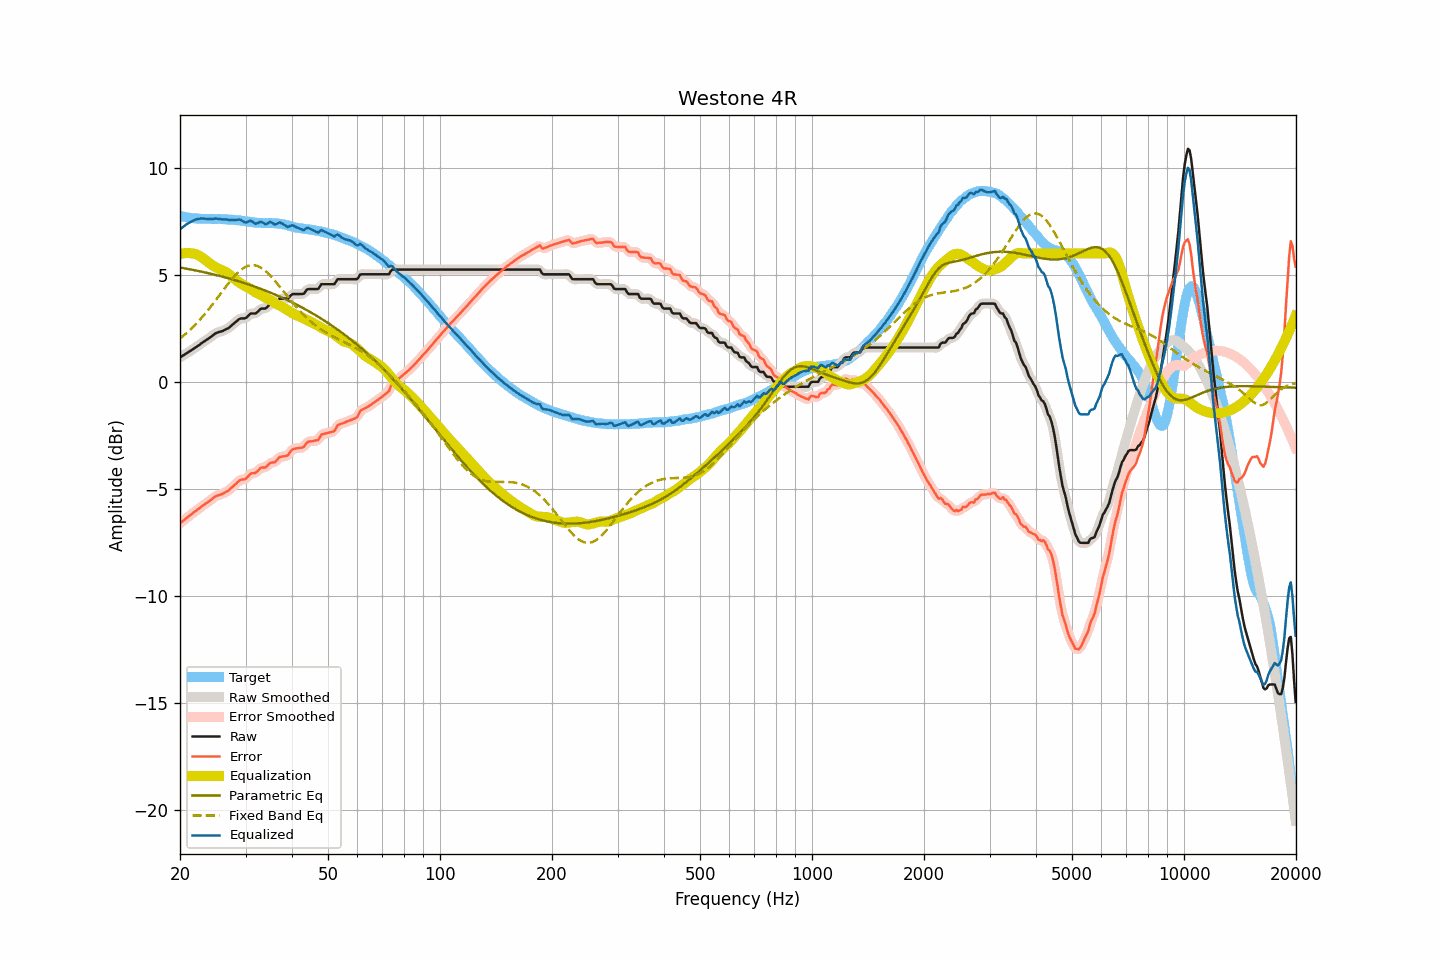 Westone 4R
10
5
0
−5
−10
−15
−20
Amplitude (dBr)
Target
Raw Smoothed
Error Smoothed
Raw
Error
Equalization
Parametric Eq
Fixed Band Eq
Equalized
20 50 100 200 500 1000 2000 5000 10000 20000
Frequency (Hz)